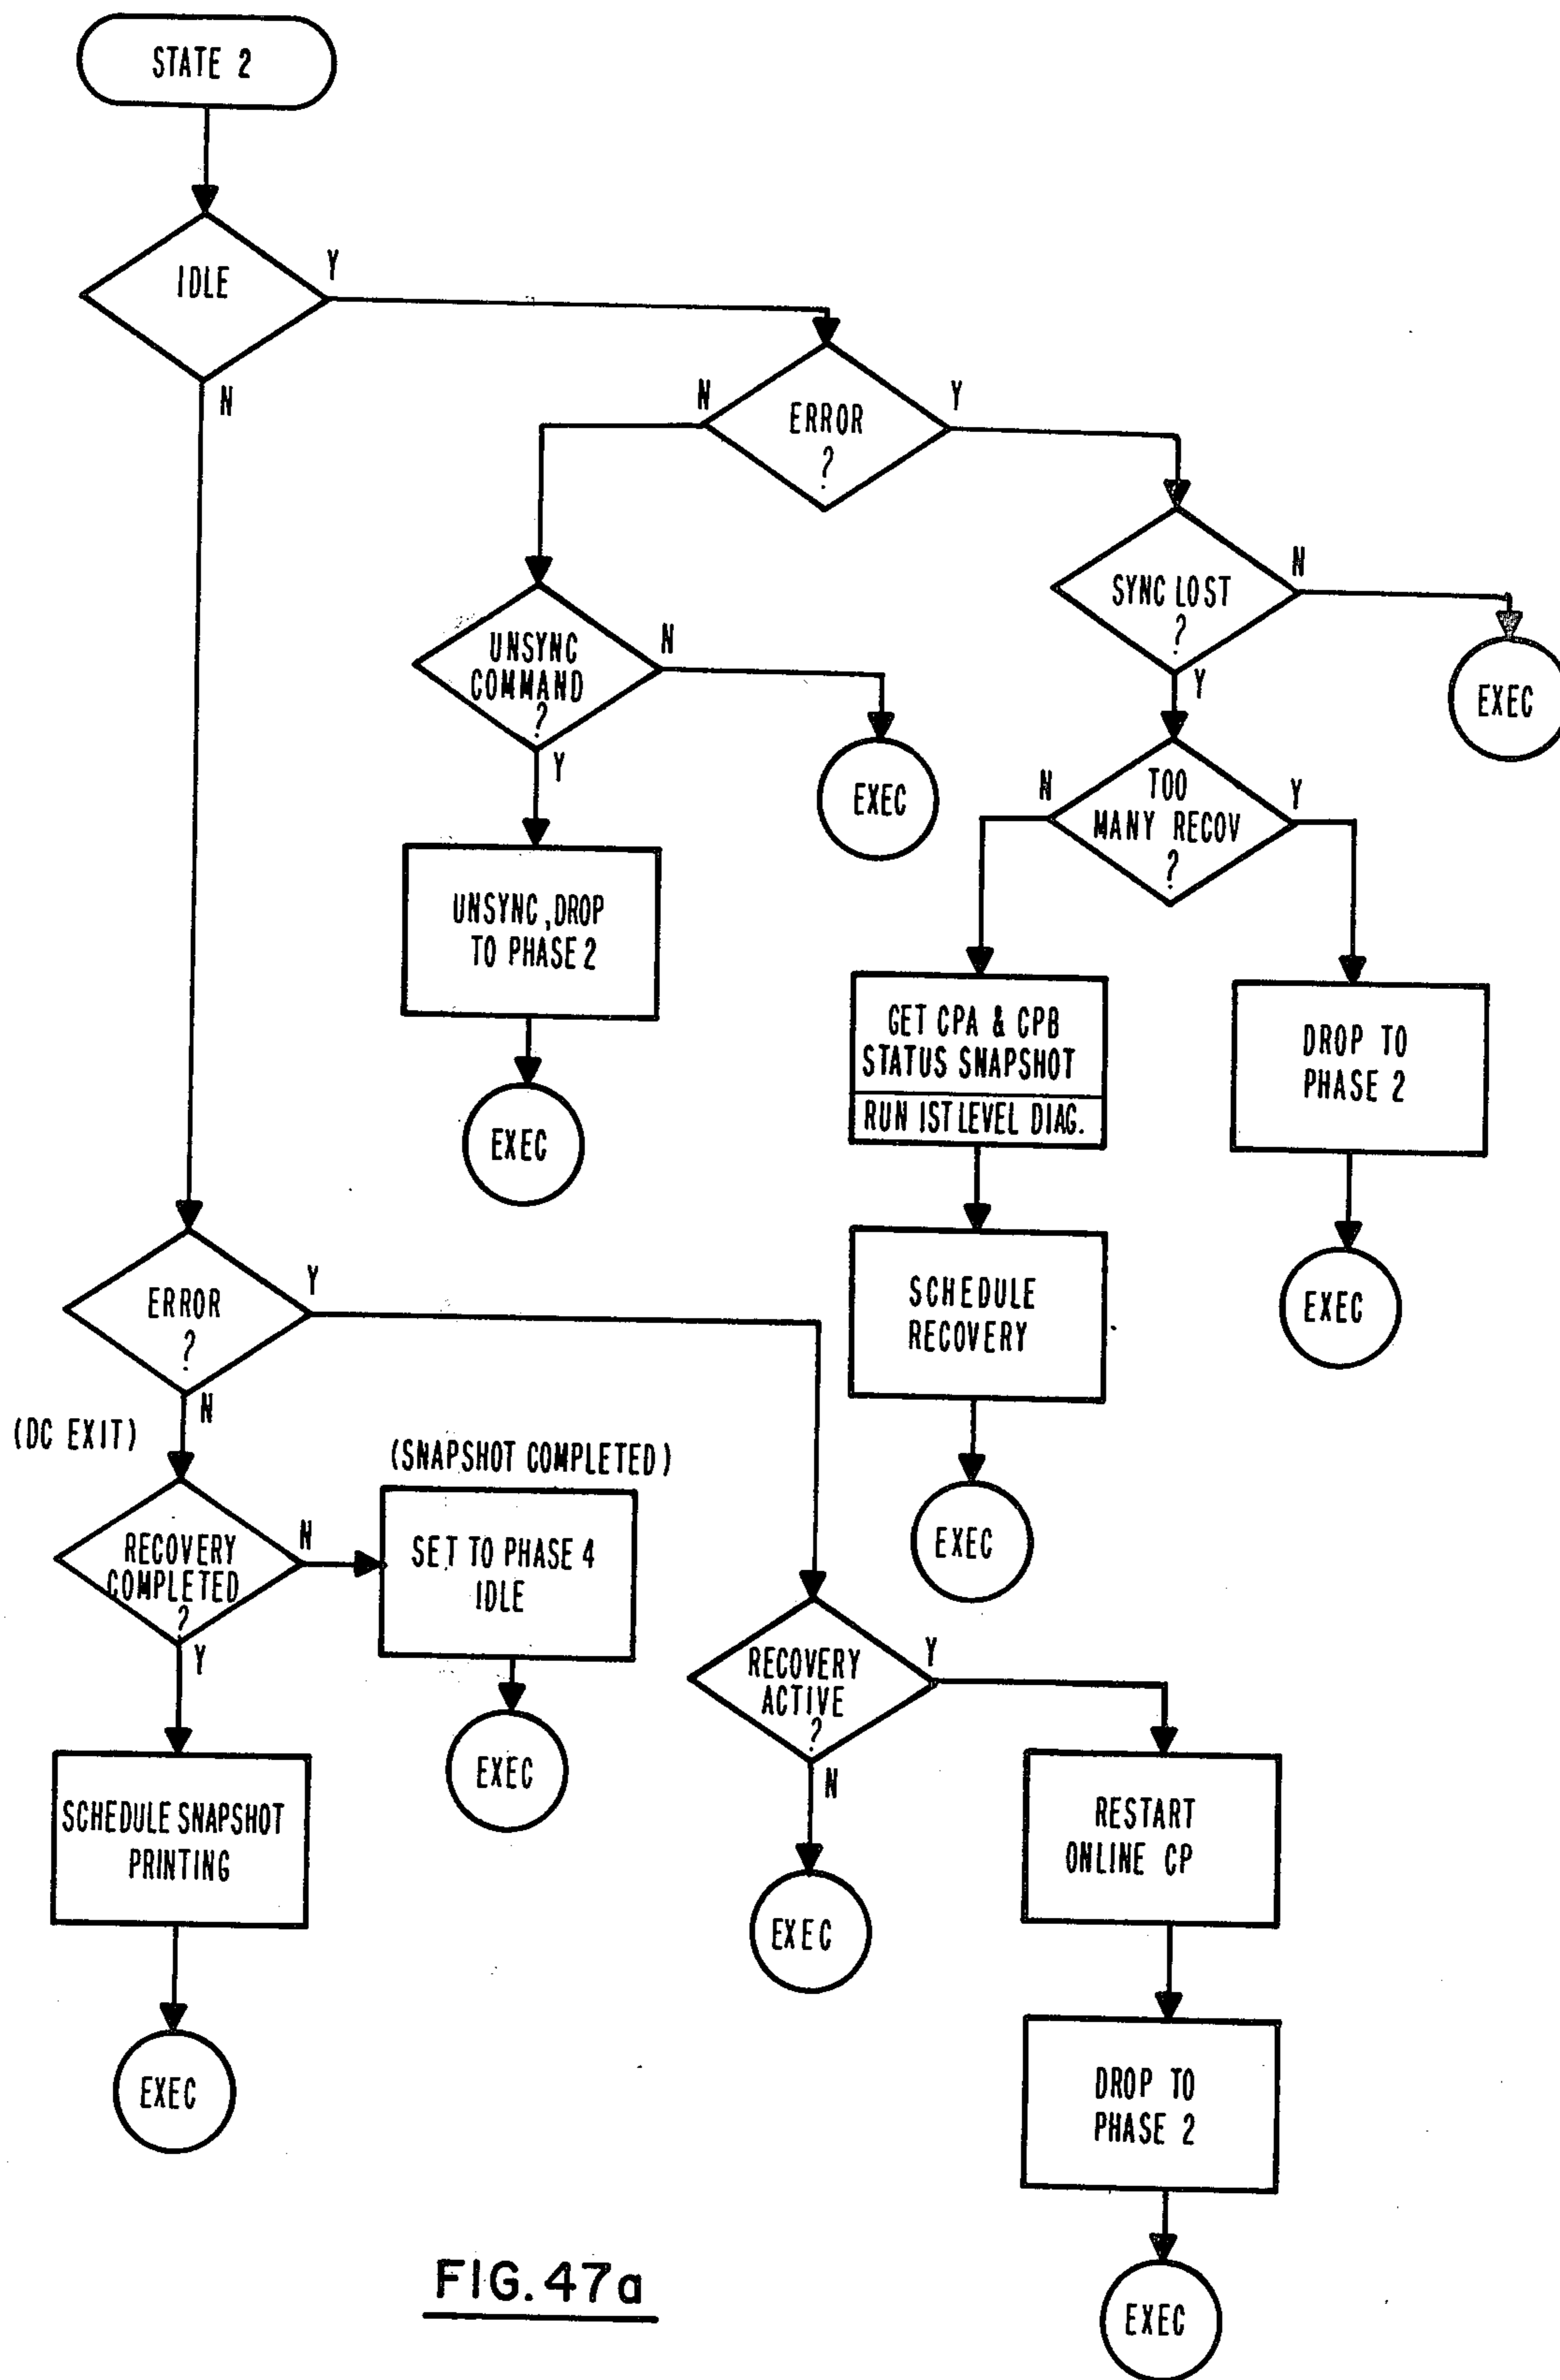 STATE 2
IDLE
Y
N
ERROR
?
N
Y
UNSYNC
COMMAND
?
N
Y
EXEC
UNSYNC, DROP
TO PHASE 2
EXEC
SYNC LOST
?
N
Y
EXEC
TOO
MANY RECOV
?
N
Y
GET CPA & CPB
STATUS SNAPSHOT
RUN 1ST LEVEL DIAG.
SCHEDULE
RECOVERY
EXEC
DROP TO
PHASE 2
EXEC
ERROR
?
Y
N
(DC EXIT)
RECOVERY
COMPLETED
?
N
Y
(SNAPSHOT COMPLETED)
SET TO PHASE 4
IDLE
EXEC
SCHEDULE SNAPSHOT
PRINTING
EXEC
RECOVERY
ACTIVE
?
Y
N
EXEC
RESTART
ONLINE CP
DROP TO
PHASE 2
EXEC
FIG. 47a